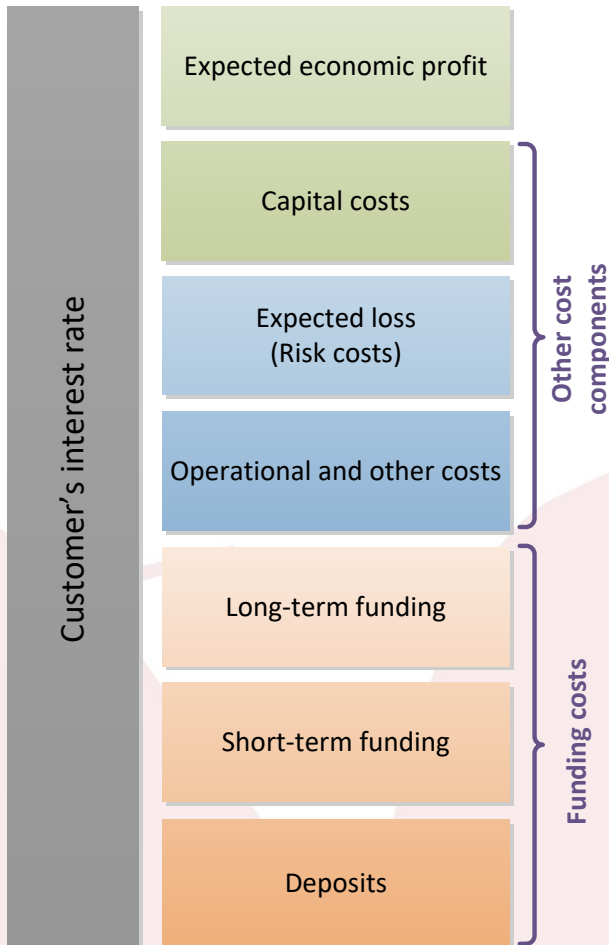 Customer’s interest rate
Expected economic profit
Capital costs
Expected loss
(Risk costs)
Operational and other costs
Long-term funding
Short-term funding
Deposits
Other cost
components
Funding costs